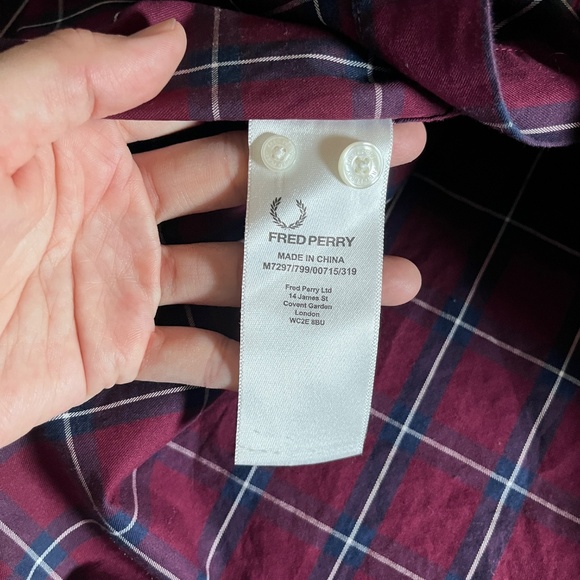 FRED PERRY
MADE IN CHINA
M7297/799/00715/319
Fred Perry Ltd
14 James St
Covent Garden
London
WC2E 8BU